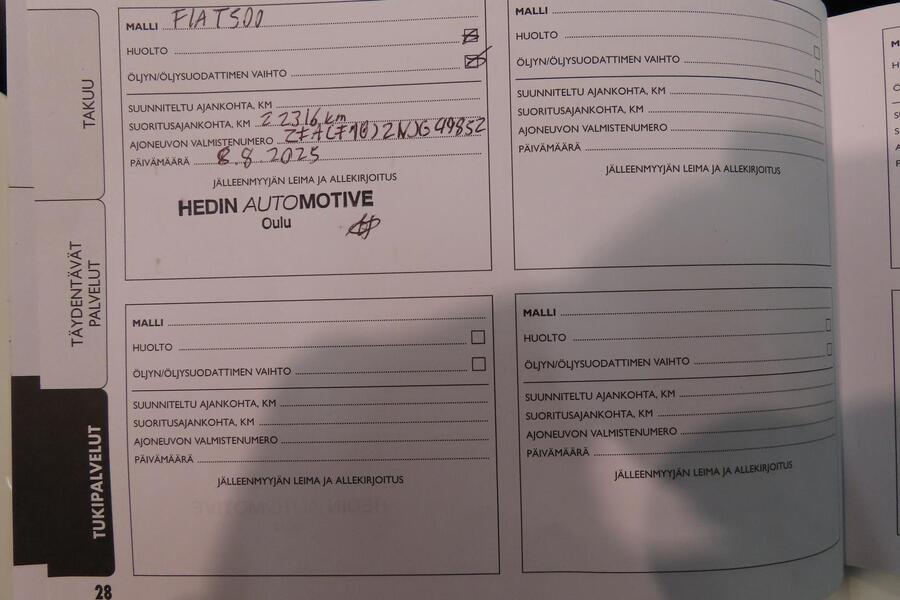 TAKUU
TÄYDENTÄVÄT
PALVELUT
TUKIPALVELUT
28
MALLI FIAT 500
HUOLTO
ÖLJYN/ÖLJYSUODATTIMEN VAIHTO
SUUNNITELTU AJANKOHTA, KM
SUORITUSAJANKOHTA, KM 22316 km
AJONEUVON VALMISTENUMERO
PÄIVÄMÄÄRÄ 8.8.2025
JÄLLEENMYYJÄN LEIMA JA ALLEKIRJOITUS
HEDIN AUTOMOTIVE
Oulu
MALLI
HUOLTO
ÖLJYN/ÖLJYSUODATTIMEN VAIHTO
SUUNNITELTU AJANKOHTA, KM
SUORITUSAJANKOHTA, KM
AJONEUVON VALMISTENUMERO
PÄIVÄMÄÄRÄ
JÄLLEENMYYJÄN LEIMA JA ALLEKIRJOITUS
MALLI
HUOLTO
ÖLJYN/ÖLJYSUODATTIMEN VAIHTO
SUUNNITELTU AJANKOHTA, KM
SUORITUSAJANKOHTA, KM
AJONEUVON VALMISTENUMERO
PÄIVÄMÄÄRÄ
JÄLLEENMYYJÄN LEIMA JA ALLEKIRJOITUS
MALLI
HUOLTO
ÖLJYN/ÖLJYSUODATTIMEN VAIHTO
SUUNNITELTU AJANKOHTA, KM
SUORITUSAJANKOHTA, KM
AJONEUVON VALMISTENUMERO
PÄIVÄMÄÄRÄ
JÄLLEENMYYJÄN LEIMA JA ALLEKIRJOITUS